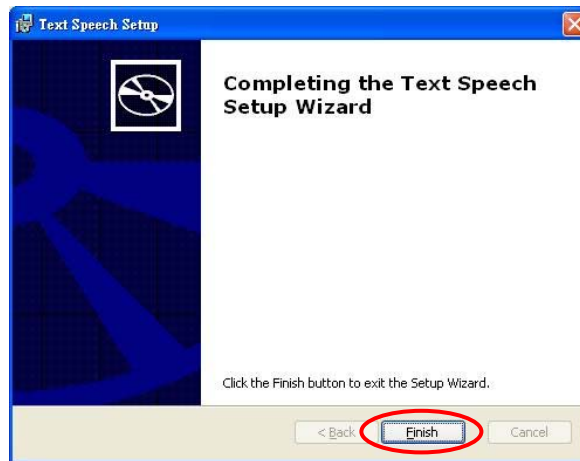 Text Speech Setup
Completing the Text Speech
Setup Wizard
Click the Finish button to exit the Setup Wizard.
< Back Finish Cancel